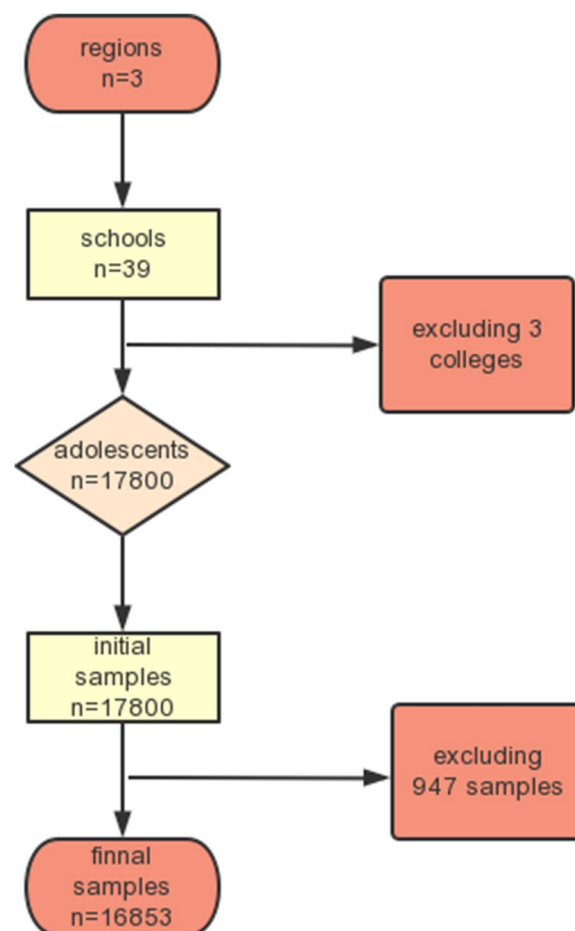 regions
n=3
schools
n=39
excluding 3
colleges
adolescents
n=17800
initial
samples
n=17800
excluding
947 samples
finnal
samples
n=16853